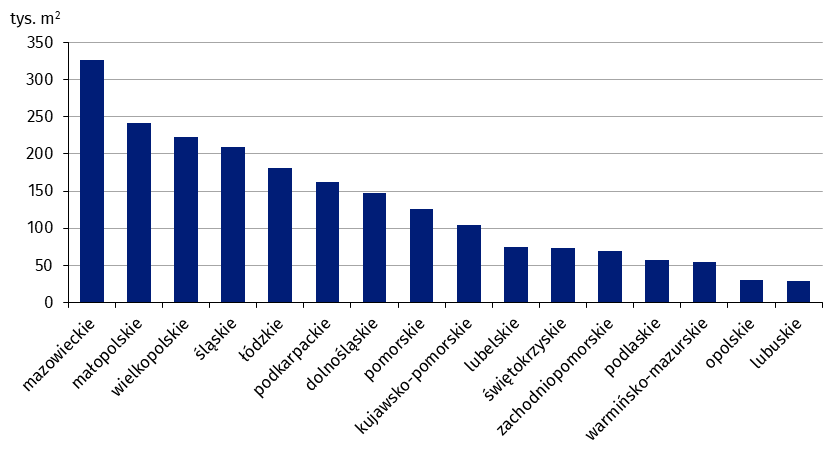 tys. m²
350
300
250
200
150
100
50
0
mazowieckie
małopolskie
wielkopolskie
śląskie
łódzkie
podkarpackie
dolnośląskie
pomorskie
kujawsko-pomorskie
lubelskie
świętokrzyskie
zachodniopomorskie
podlaskie
warmińsko-mazurskie
opolskie
lubuskie